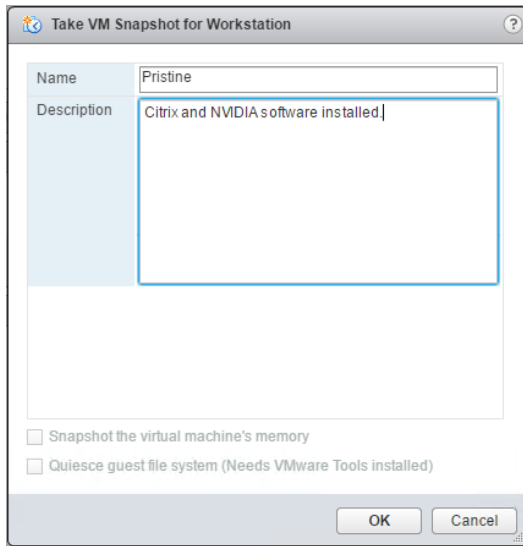 Take VM Snapshot for Workstation
?
Name
Pristine
Description
Citrix and NVIDIA software installed.
Snapshot the virtual machine's memory
Quiesce guest file system (Needs VMware Tools installed)
OK
Cancel